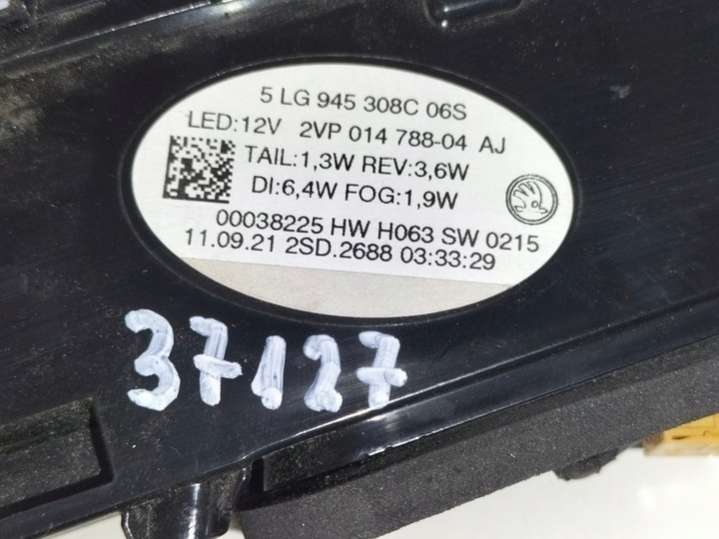 5 LG 945 308C 06S
LED:12V 2VP 014 788-04 AJ
TAIL:1,3W REV:3,6W
DI:6,4W FOG:1,9W
00038225 HW H063 SW 0215
11.09.21 2SD.2688 03:33:29
37127